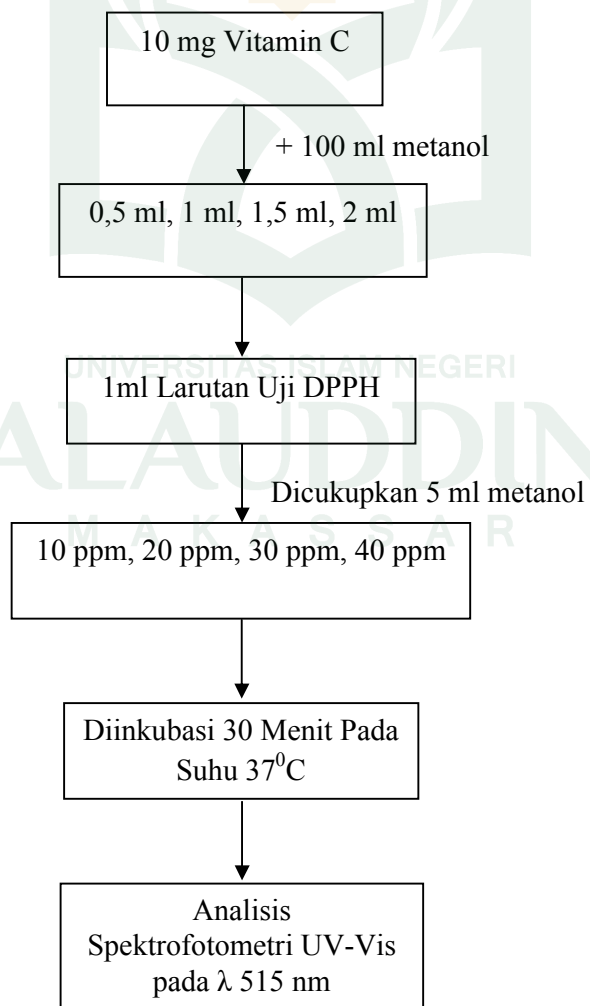 10 mg Vitamin C
+ 100 ml metanol
0,5 ml, 1 ml, 1,5 ml, 2 ml
UNIVERSITAS ISLAM NEGERI
1ml Larutan Uji DPPH
ALAUDDIN
Dicukupkan 5 ml metanol
MAKASSAR
10 ppm, 20 ppm, 30 ppm, 40 ppm
Diinkubasi 30 Menit Pada
Suhu 37⁰C
Analisis
Spektrofotometri UV-Vis
pada λ 515 nm